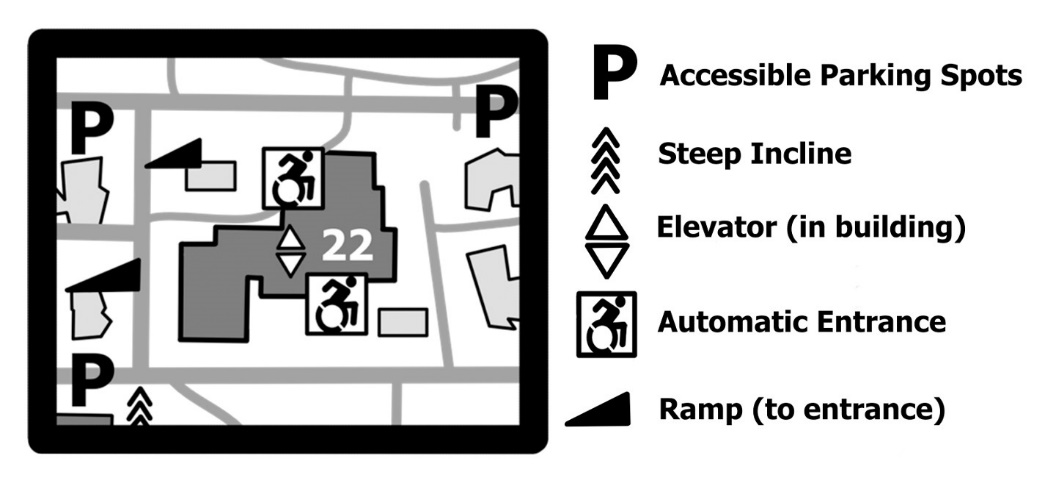 P
P
22
P
P Accessible Parking Spots
Steep Incline
Elevator (in building)
Automatic Entrance
Ramp (to entrance)